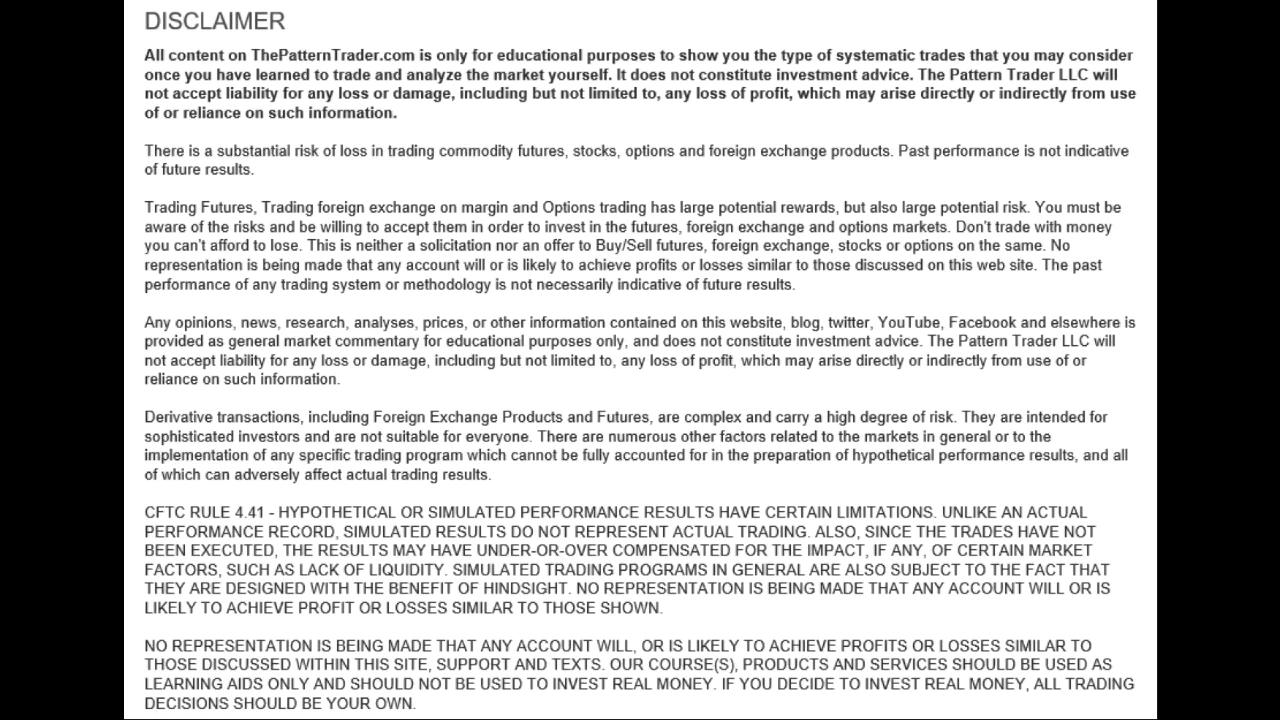 DISCLAIMER
All content on ThePatternTrader.com is only for educational purposes to show you the type of systematic trades that you may consider
once you have learned to trade and analyze the market yourself. It does not constitute investment advice. The Pattern Trader LLC will
not accept liability for any loss or damage, including but not limited to, any loss of profit, which may arise directly or indirectly from use
of or reliance on such information.
There is a substantial risk of loss in trading commodity futures, stocks, options and foreign exchange products. Past performance is not indicative
of future results.
Trading Futures, Trading foreign exchange on margin and Options trading has large potential rewards, but also large potential risk. You must be
aware of the risks and be willing to accept them in order to invest in the futures, foreign exchange and options markets. Don't trade with money
you can't afford to lose. This is neither a solicitation nor an offer to Buy/Sell futures, foreign exchange, stocks or options on the same. No
representation is being made that any account will or is likely to achieve profits or losses similar to those discussed on this web site. The past
performance of any trading system or methodology is not necessarily indicative of future results.
Any opinions, news, research, analyses, prices, or other information contained on this website, blog, twitter, YouTube, Facebook and elsewhere is
provided as general market commentary for educational purposes only, and does not constitute investment advice. The Pattern Trader LLC will
not accept liability for any loss or damage, including but not limited to, any loss of profit, which may arise directly or indirectly from use of or
reliance on such information.
Derivative transactions, including Foreign Exchange Products and Futures, are complex and carry a high degree of risk. They are intended for
sophisticated investors and are not suitable for everyone. There are numerous other factors related to the markets in general or to the
implementation of any specific trading program which cannot be fully accounted for in the preparation of hypothetical performance results, and all
of which can adversely affect actual trading results.
CFTC RULE 4.41 - HYPOTHETICAL OR SIMULATED PERFORMANCE RESULTS HAVE CERTAIN LIMITATIONS. UNLIKE AN ACTUAL
PERFORMANCE RECORD, SIMULATED RESULTS DO NOT REPRESENT ACTUAL TRADING. ALSO, SINCE THE TRADES HAVE NOT
BEEN EXECUTED, THE RESULTS MAY HAVE UNDER-OR-OVER COMPENSATED FOR THE IMPACT, IF ANY, OF CERTAIN MARKET
FACTORS, SUCH AS LACK OF LIQUIDITY. SIMULATED TRADING PROGRAMS IN GENERAL ARE ALSO SUBJECT TO THE FACT THAT
THEY ARE DESIGNED WITH THE BENEFIT OF HINDSIGHT. NO REPRESENTATION IS BEING MADE THAT ANY ACCOUNT WILL OR IS
LIKELY TO ACHIEVE PROFIT OR LOSSES SIMILAR TO THOSE SHOWN.
NO REPRESENTATION IS BEING MADE THAT ANY ACCOUNT WILL, OR IS LIKELY TO ACHIEVE PROFITS OR LOSSES SIMILAR TO
THOSE DISCUSSED WITHIN THIS SITE, SUPPORT AND TEXTS. OUR COURSE(S), PRODUCTS AND SERVICES SHOULD BE USED AS
LEARNING AIDS ONLY AND SHOULD NOT BE USED TO INVEST REAL MONEY. IF YOU DECIDE TO INVEST REAL MONEY, ALL TRADING
DECISIONS SHOULD BE YOUR OWN.